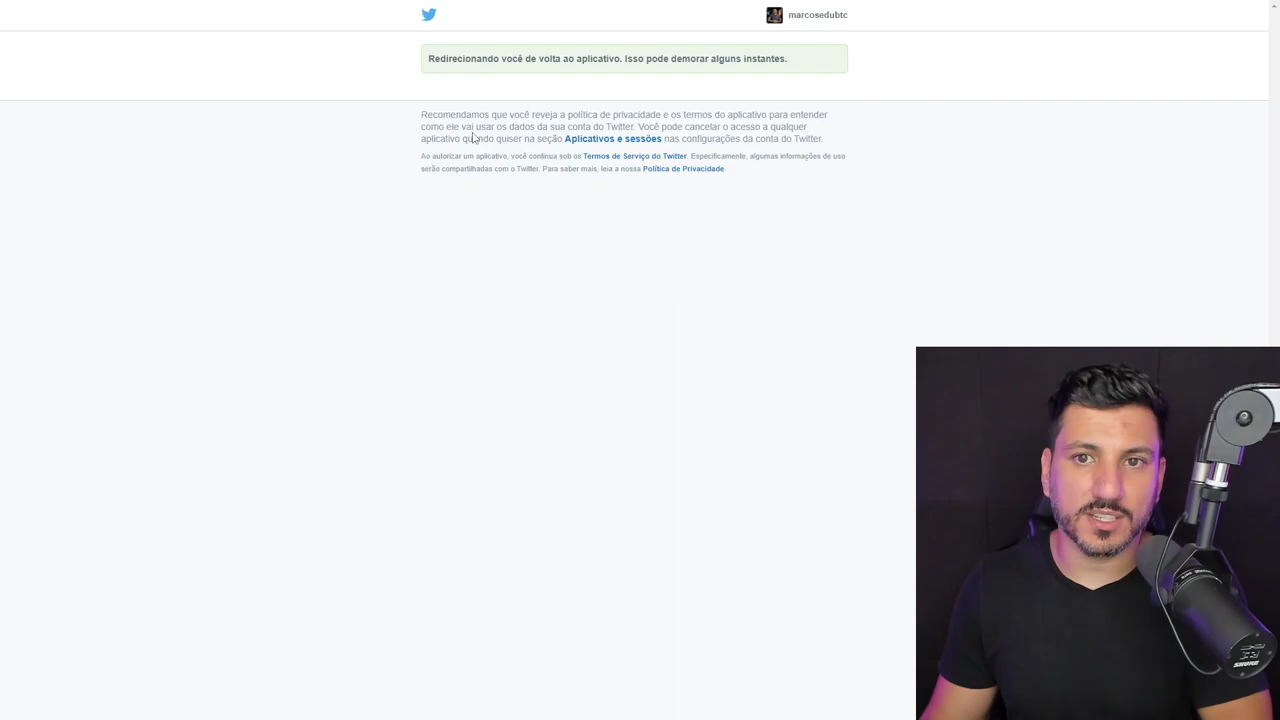 marcosedubtc
Redirecionando você de volta ao aplicativo. Isso pode demorar alguns instantes.
Recomendamos que você reveja a política de privacidade e os termos do aplicativo para entender
como ele vai usar os dados da sua conta do Twitter. Você pode cancelar o acesso a qualquer
aplicativo quando quiser na seção Aplicativos e sessões nas configurações da conta do Twitter.
Ao autorizar um aplicativo, você continua sob os Termos de Serviço do Twitter. Especificamente, algumas informações de uso
serão compartilhadas com o Twitter. Para saber mais, leia a nossa Política de Privacidade.
SHURE